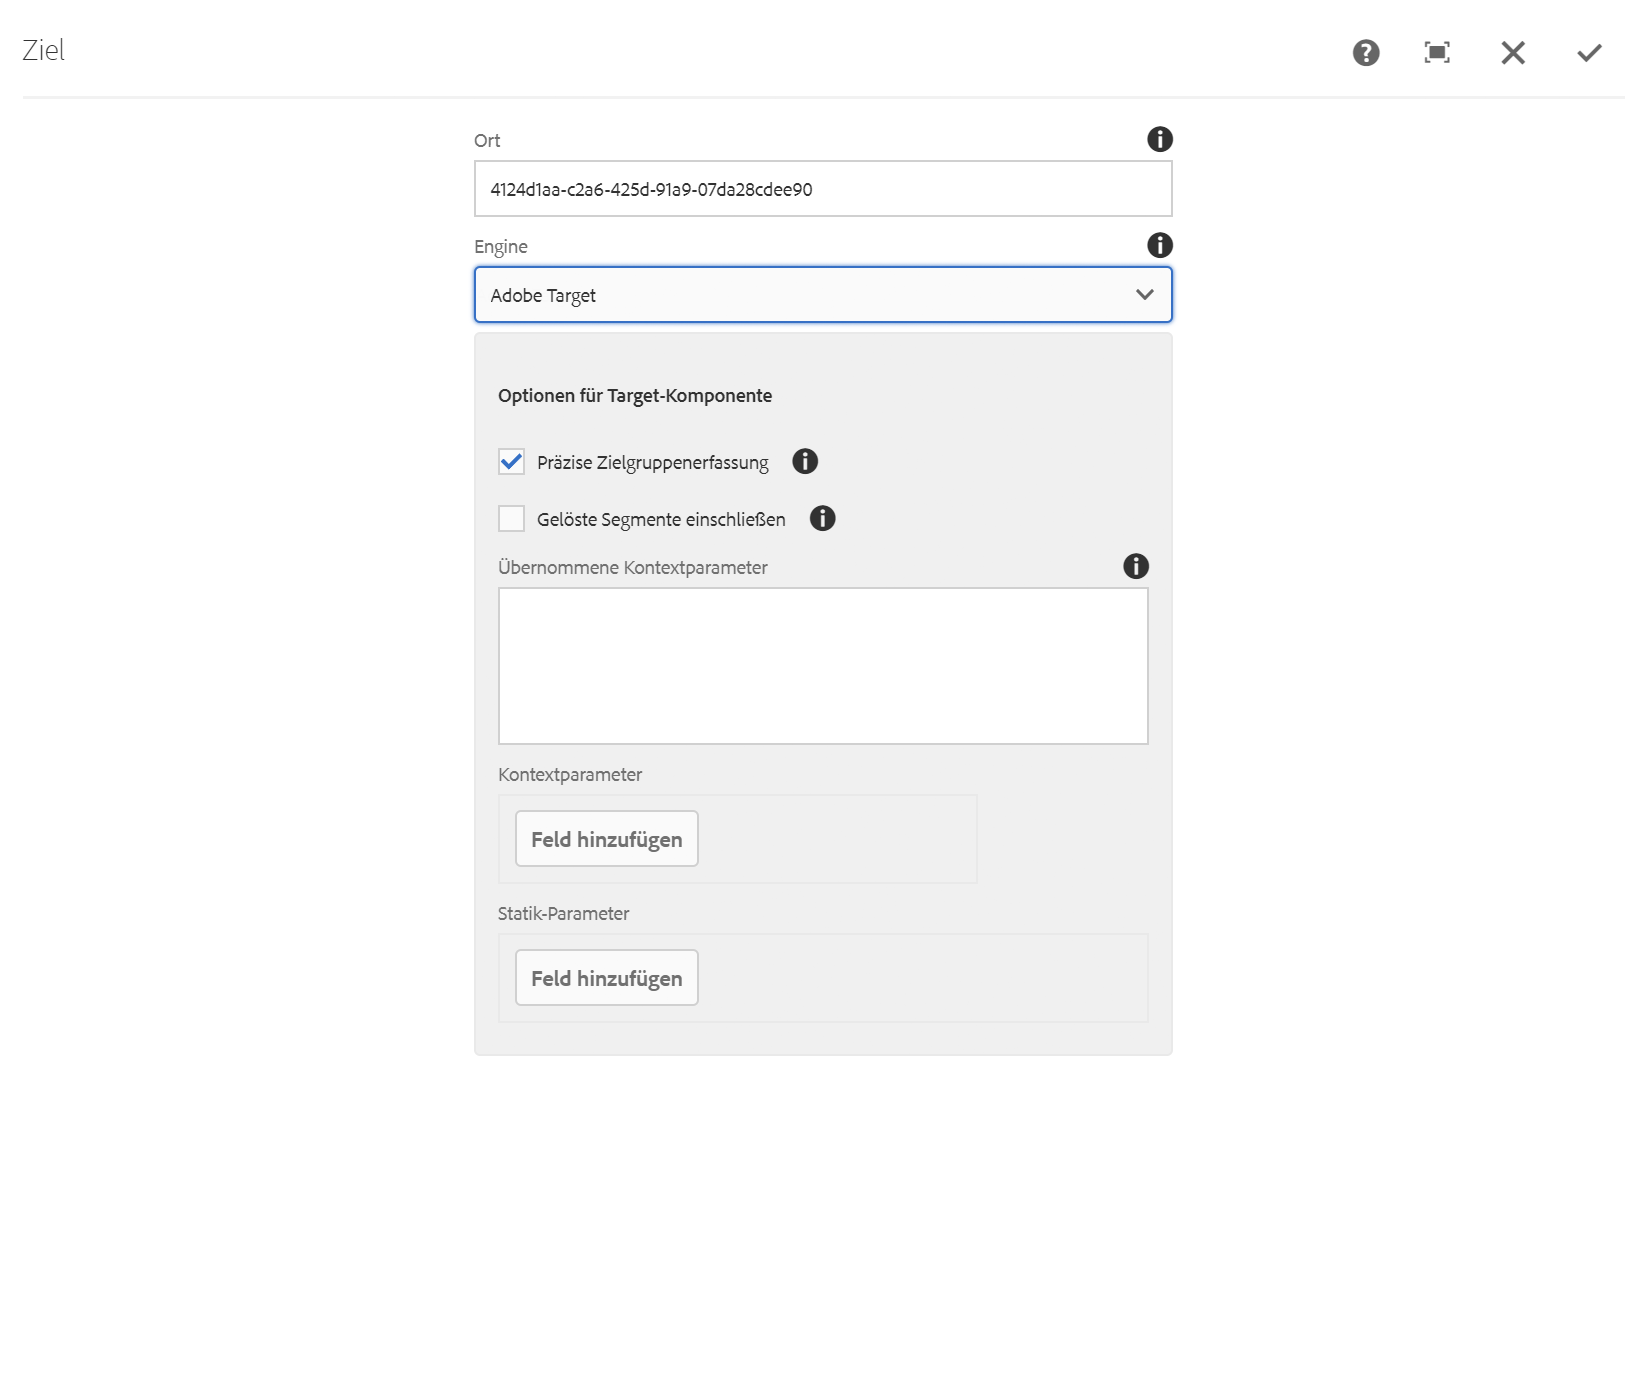 Ziel
Ort
4124d1aa-c2a6-425d-91a9-07da28cdee90
Engine
Adobe Target
Optionen für Target-Komponente
Präzise Zielgruppenerfassung
Gelöste Segmente einschließen
Übernommene Kontextparameter
Kontextparameter
Feld hinzufügen
Statik-Parameter
Feld hinzufügen